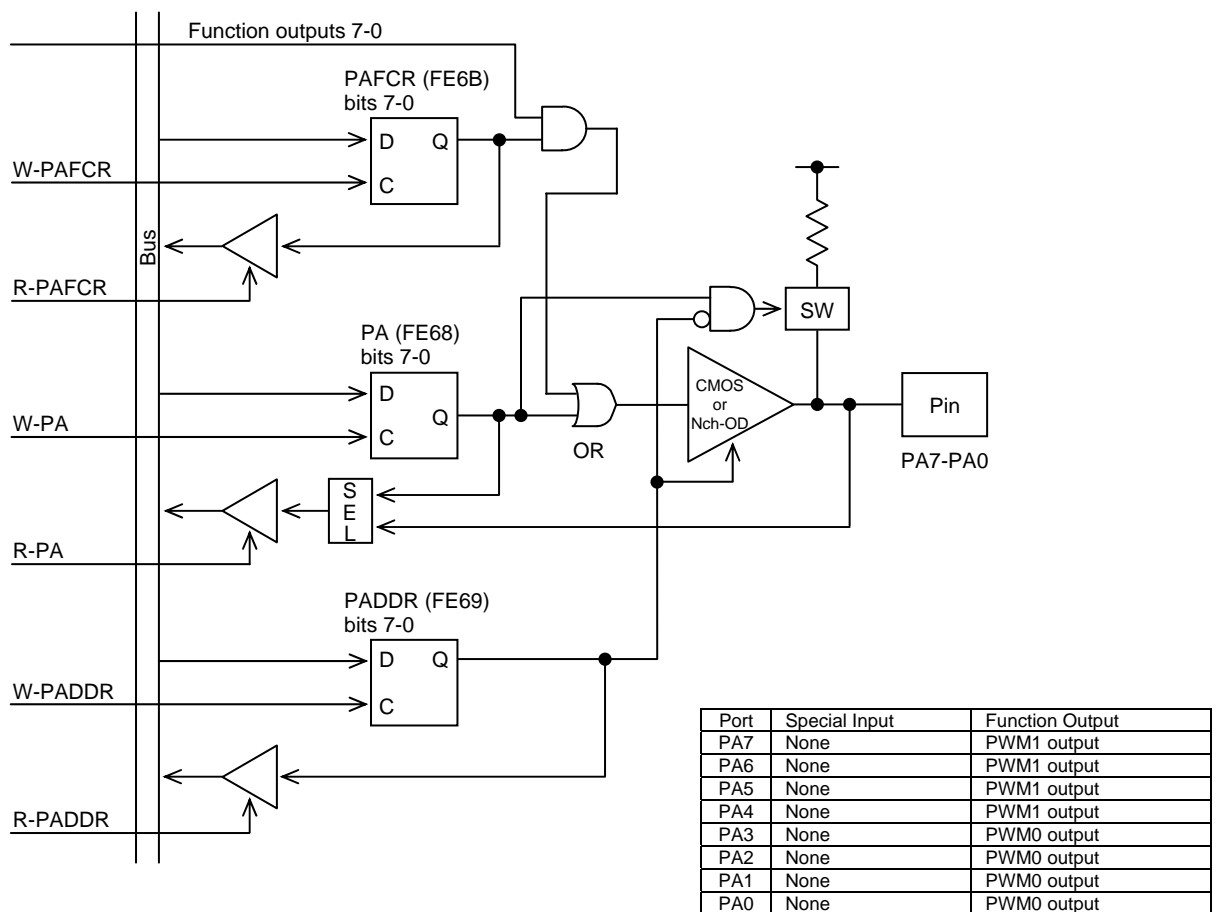 Function outputs 7-0
PAFCR (FE6B)
bits 7-0
D Q
C
W-PAFCR
Bus
R-PAFCR
SW
PA (FE68)
bits 7-0
D
Q
C
W-PA
OR
CMOS
or
Nch-OD
Pin
PA7-PA0
S
E
L
R-PA
PADDR (FE69)
bits 7-0
D Q
C
W-PADDR
R-PADDR
Port Special Input Function Output
PA7 None PWM1 output
PA6 None PWM1 output
PA5 None PWM1 output
PA4 None PWM1 output
PA3 None PWM0 output
PA2 None PWM0 output
PA1 None PWM0 output
PA0 None PWM0 output